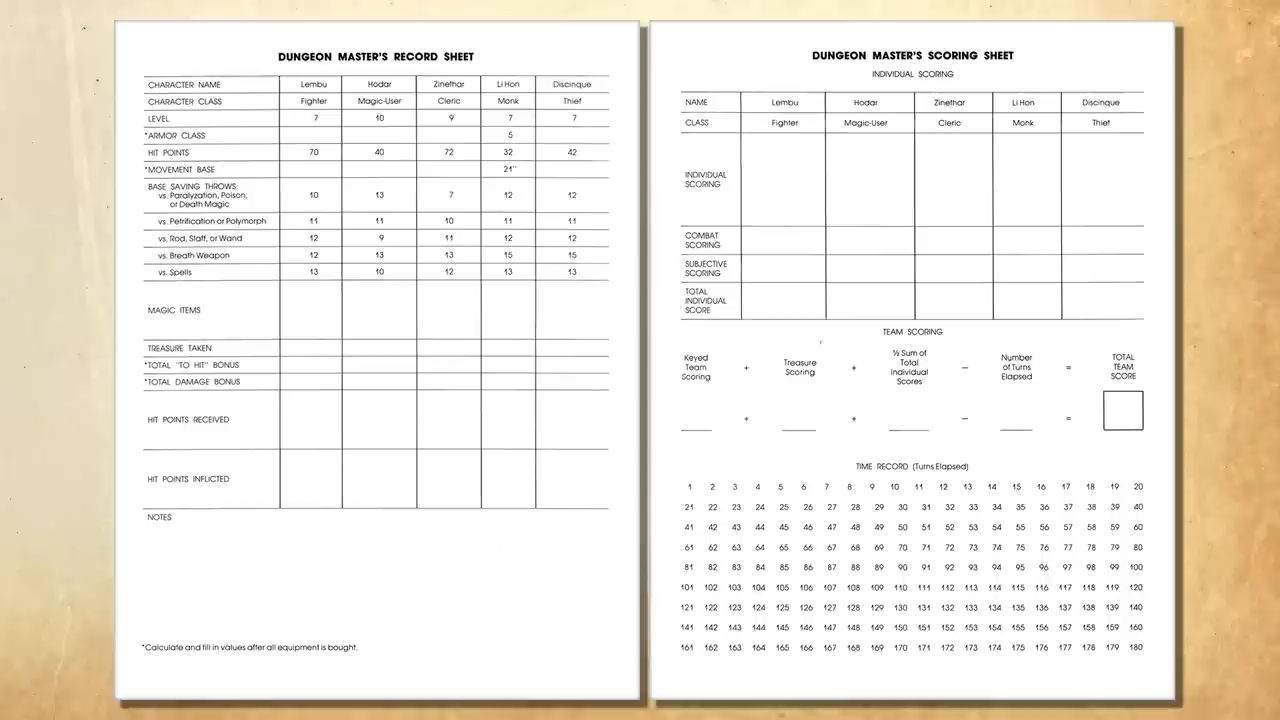 DUNGEON MASTER'S RECORD SHEET
CHARACTER NAME Lembu Hodar Zinethar Li Hon Discinque
CHARACTER CLASS Fighter Magic-User Cleric Monk Thief
LEVEL 7 10 9 7 7
*ARMOR CLASS 5
HIT POINTS 70 40 72 32 42
*MOVEMENT BASE 21"
BASE SAVING THROWS:
vs. Paralyzation, Poison, 10 13 7 12 12
or Death Magic
vs. Petrification or Polymorph 11 11 10 11 11
vs. Rod, Staff, or Wand 12 9 11 12 12
vs. Breath Weapon 12 13 13 15 15
vs. Spells 13 10 12 13 13
MAGIC ITEMS
TREASURE TAKEN
*TOTAL "TO HIT" BONUS
*TOTAL DAMAGE BONUS
HIT POINTS RECEIVED
HIT POINTS INFLICTED
NOTES
*Calculate and fill in values after all equipment is bought.
DUNGEON MASTER'S SCORING SHEET
INDIVIDUAL SCORING
NAME Lembu Hodar Zinethar Li Hon Discinque
CLASS Fighter Magic-User Cleric Monk Thief
INDIVIDUAL
SCORING
COMBAT
SCORING
SUBJECTIVE
SCORING
TOTAL
INDIVIDUAL
SCORE
TEAM SCORING
Keyed Team Scoring + Treasure Scoring + ⅕ Sum of Total Individual Scores − Number of Turns Elapsed = TOTAL TEAM SCORE
+ + − =
TIME RECORD (Turns Elapsed)
1 2 3 4 5 6 7 8 9 10 11 12 13 14 15 16 17 18 19 20
21 22 23 24 25 26 27 28 29 30 31 32 33 34 35 36 37 38 39 40
41 42 43 44 45 46 47 48 49 50 51 52 53 54 55 56 57 58 59 60
61 62 63 64 65 66 67 68 69 70 71 72 73 74 75 76 77 78 79 80
81 82 83 84 85 86 87 88 89 90 91 92 93 94 95 96 97 98 99 100
101 102 103 104 105 106 107 108 109 110 111 112 113 114 115 116 117 118 119 120
121 122 123 124 125 126 127 128 129 130 131 132 133 134 135 136 137 138 139 140
141 142 143 144 145 146 147 148 149 150 151 152 153 154 155 156 157 158 159 160
161 162 163 164 165 166 167 168 169 170 171 172 173 174 175 176 177 178 179 180